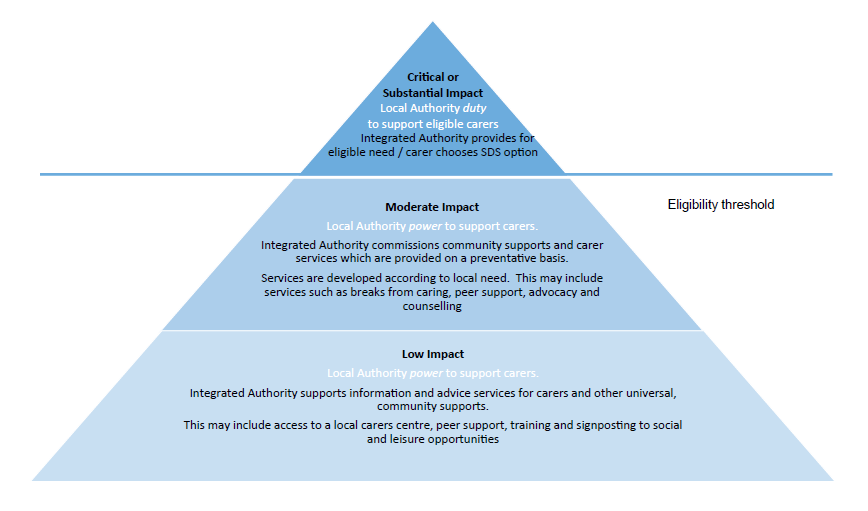 Critical or
Substantial Impact
Local Authority duty
to support eligible carers
Integrated Authority provides for
eligible need / carer chooses SDS option
Eligibility threshold
Moderate Impact
Local Authority power to support carers.
Integrated Authority commissions community supports and carer
services which are provided on a preventative basis.
Services are developed according to local need.  This may include
services such as breaks from caring, peer support, advocacy and
counselling
Low Impact
Local Authority power to support carers.
Integrated Authority supports information and advice services for carers and other universal,
community supports.
This may include access to a local carers centre, peer support, training and signposting to social
and leisure opportunities